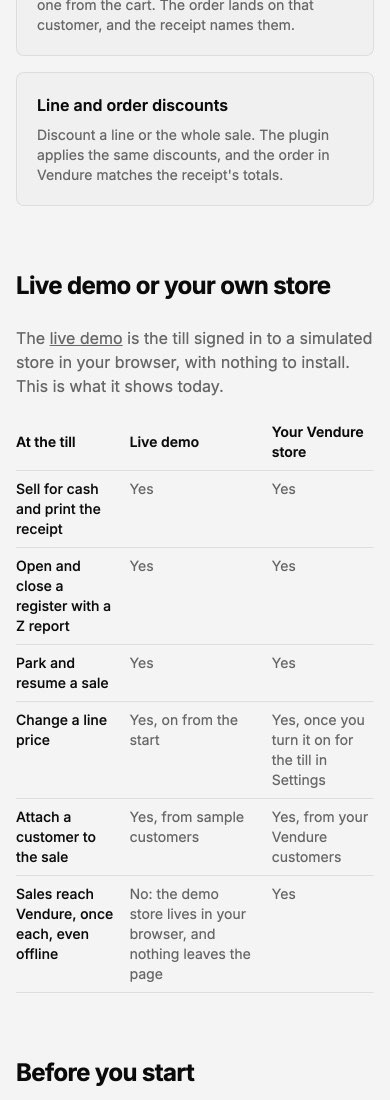 one from the cart. The order lands on that
customer, and the receipt names them.
Line and order discounts
Discount a line or the whole sale. The plugin
applies the same discounts, and the order in
Vendure matches the receipt's totals.
Live demo or your own store
The live demo is the till signed in to a simulated
store in your browser, with nothing to install.
This is what it shows today.
At the till
Live demo
Your Vendure
store
Sell for cash
and print the
receipt
Yes
Yes
Open and
close a
register with a
Z report
Yes
Yes
Park and
resume a sale
Yes
Yes
Change a line
price
Yes, on from the
start
Yes, once you
turn it on for
the till in
Settings
Attach a
customer to
the sale
Yes, from sample
customers
Yes, from your
Vendure
customers
Sales reach
Vendure, once
each, even
offline
No: the demo
store lives in your
browser, and
nothing leaves the
page
Yes
Before you start